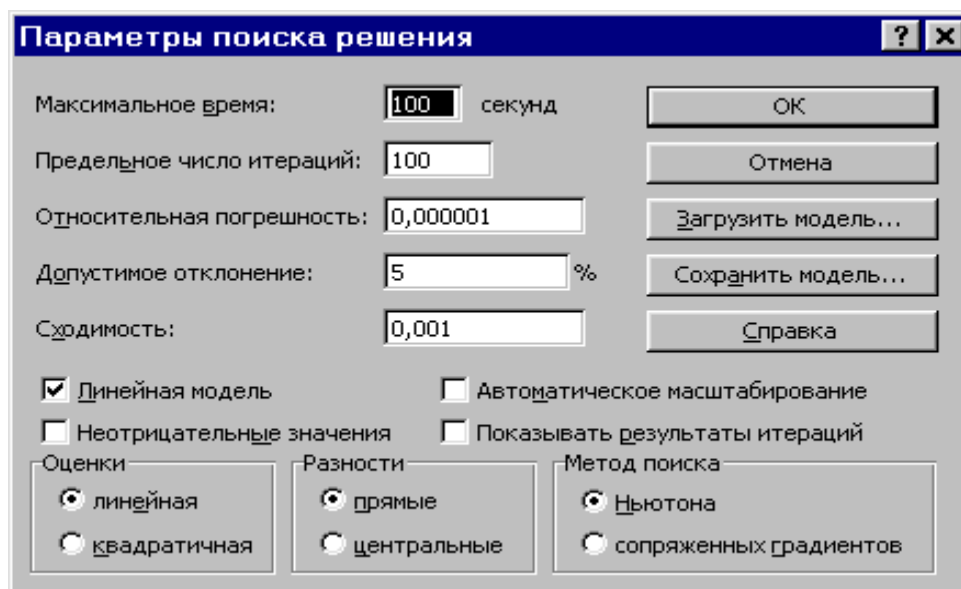 Параметры поиска решения
Максимальное время: 100 секунд OK
Предельное число итераций: 100 Отмена
Относительная погрешность: 0,000001 Загрузить модель...
Допустимое отклонение: 5 % Сохранить модель...
Сходимость: 0,001 Справка
Линейная модель Автоматическое масштабирование
Неотрицательные значения Показывать результаты итераций
Оценки Разности Метод поиска
линейная прямые Ньютона
квадратичная центральные сопряженных градиентов